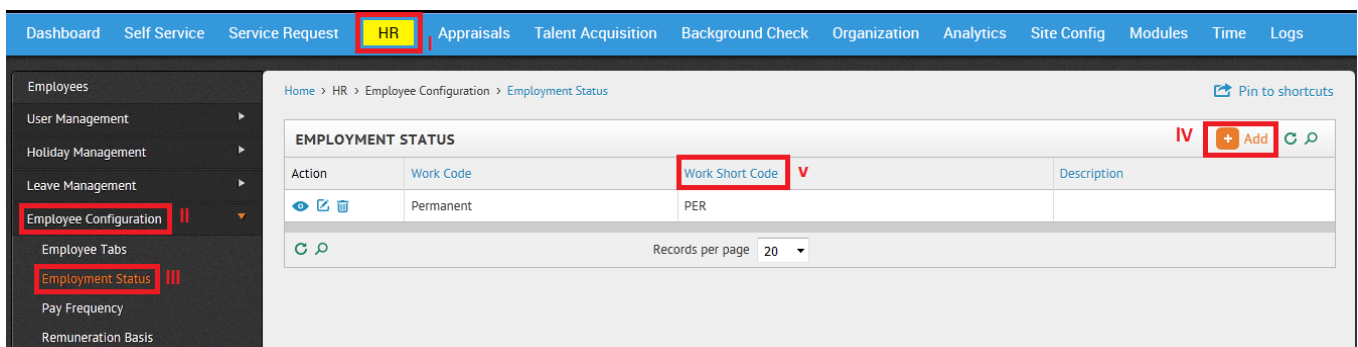 Dashboard Self Service Service Request HR I Appraisals Talent Acquisition Background Check Organization Analytics Site Config Modules Time Logs
Employees
User Management
Holiday Management
Leave Management
Employee Configuration II
Employee Tabs
Employment Status III
Pay Frequency
Remuneration Basis
Home > HR > Employee Configuration > Employment Status Pin to shortcuts
EMPLOYMENT STATUS IV + Add
Action Work Code Work Short Code V Description
Permanent PER
Records per page 20